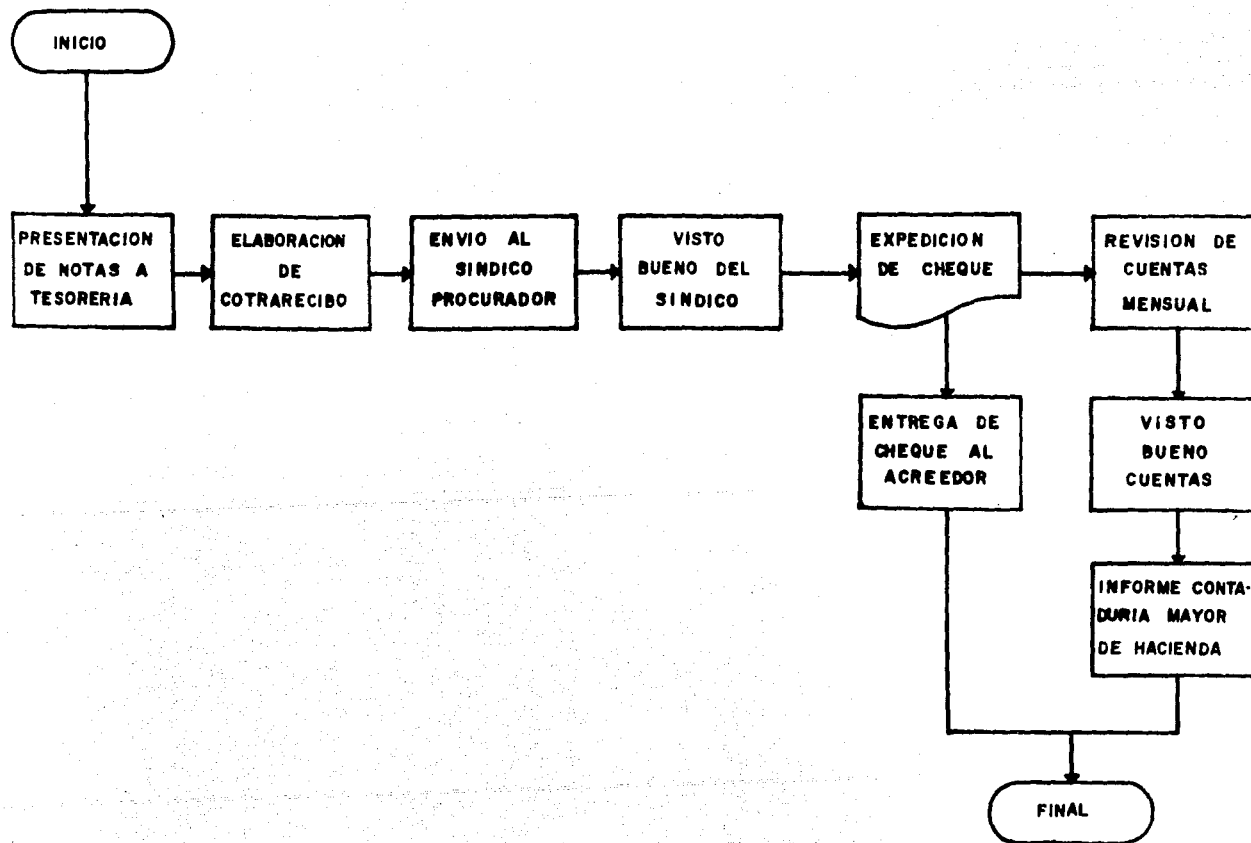 INICIO
PRESENTACION
DE NOTAS A
TESORERIA
ELABORACION
DE
COTRARECIBO
ENVIO AL
SINDICO
PROCURADOR
VISTO
BUENO DEL
SINDICO
EXPEDICION
DE CHEQUE
REVISION DE
CUENTAS
MENSUAL
ENTREGA DE
CHEQUE AL
ACREEDOR
VISTO
BUENO
CUENTAS
INFORME CONTA-
DURIA MAYOR
DE HACIENDA
FINAL